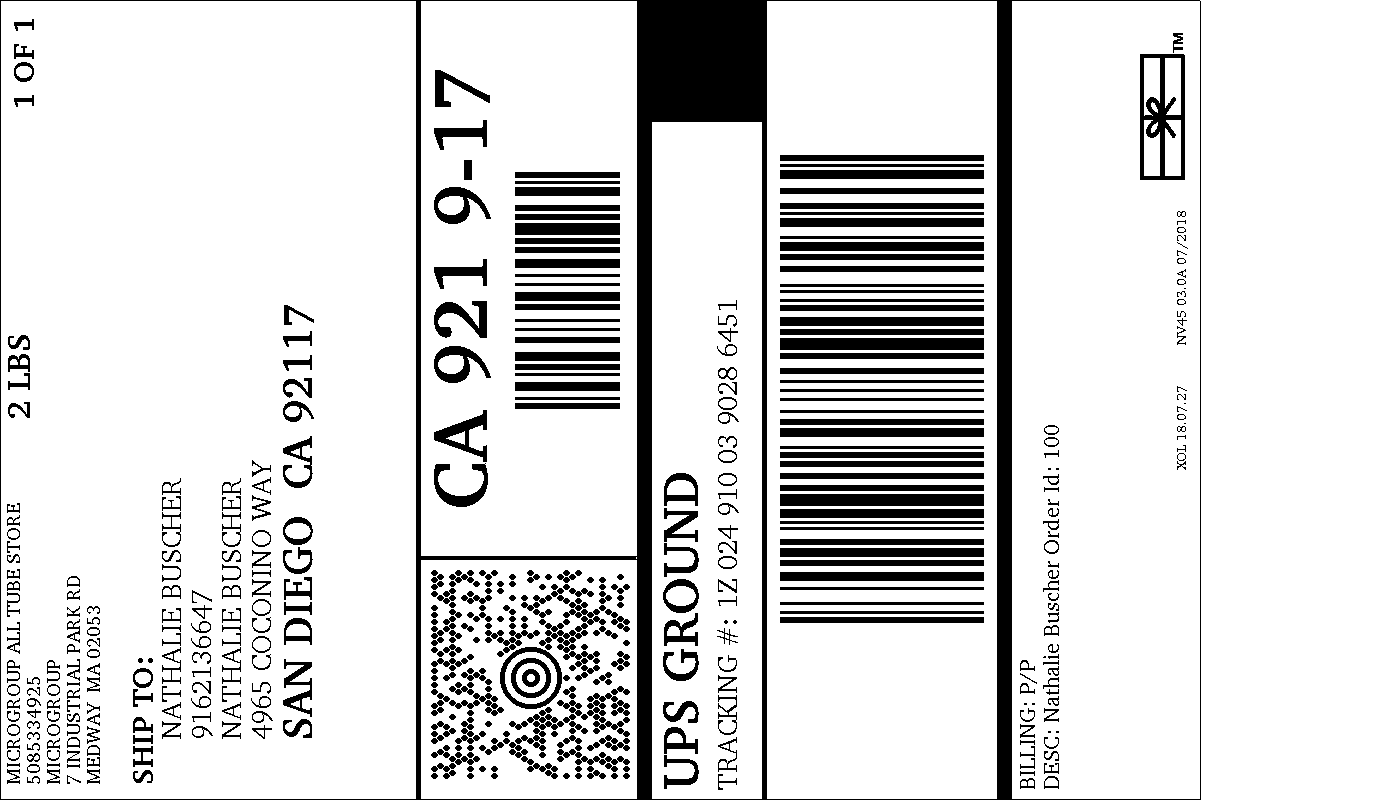 MICROGROUP ALL TUBE STORE
5085334925
MICROGROUP
7 INDUSTRIAL PARK RD
MEDWAY MA 02053
2 LBS
1 OF 1
SHIP TO:
NATHALIE BUSCHER
9162136647
NATHALIE BUSCHER
4965 COCONINO WAY
SAN DIEGO CA 92117
CA 921 9-17
UPS GROUND
TRACKING #: 1Z 024 910 03 9028 6451
BILLING: P/P
DESC: Nathalie Buscher Order Id: 100
XOL 18.07.27 NV45 03.0A 07/2018
TM